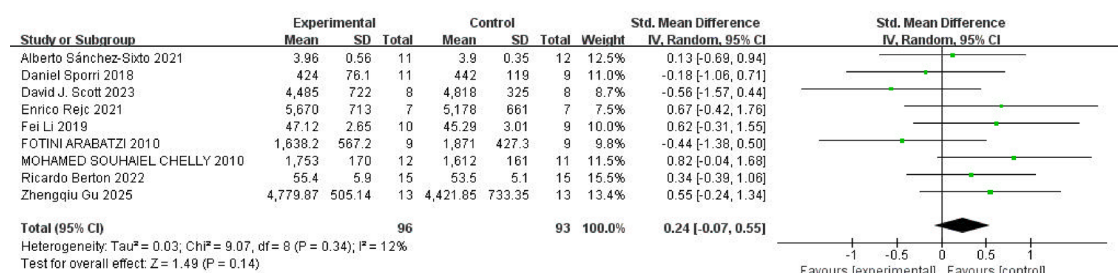 Experimental Control Std. Mean Difference Std. Mean Difference
Study or Subgroup Mean SD Total Mean SD Total Weight IV, Random, 95% CI IV, Random, 95% CI
Alberto Sánchez-Sixto 2021 3.96 0.56 11 3.9 0.35 12 12.5% 0.13 [-0.69, 0.94]
Daniel Sporri 2018 424 76.1 11 442 119 9 11.0% -0.18 [-1.06, 0.71]
David J. Scott 2023 4,485 722 8 4,818 325 8 8.9% -0.56 [-1.57, 0.44]
Enrico Rejc 2021 5,670 713 7 5,178 661 7 7.8% 0.67 [-0.42, 1.76]
Fei Li 2019 47.12 2.65 10 45.29 3.01 9 10.0% 0.62 [-0.31, 1.55]
FOTINI ARABATZI 2010 1,638.2 567.2 9 1,871 427.3 9 9.9% -0.44 [-1.38, 0.50]
MOHAMED SOUHAIEL CHELLY 2010 1,753 170 12 1,612 161 11 11.5% 0.82 [-0.04, 1.68]
Ricardo Berton 2022 55.4 5.9 15 53.5 5.1 15 15.0% 0.34 [-0.39, 1.06]
Zhengqiu Gu 2025 4,779.87 505.14 13 4,421.85 733.35 13 13.4% 0.55 [-0.24, 1.34]
Total (95% CI) 96 93 100.0% 0.24 [-0.07, 0.55]
Heterogeneity: Tau² = 0.03; Chi² = 9.07, df = 8 (P = 0.34); I² = 12%
Test for overall effect: Z = 1.49 (P = 0.14)
-1 -0.5 0 0.5 1
Favours [experimental] Favours [control]